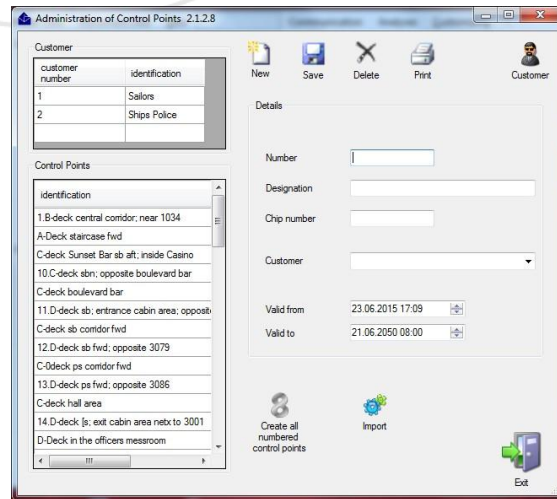 Administration of Control Points 2.1.2.8
Customer
customer number identification
1 Sailors
2 Ships Police
Control Points
identification
1.B-deck central corridor; near 1034
A-Deck staircase fwd
C-deck Sunset Bar sb aft; inside Casino
10.C-deck sbn; opposite boulevard bar
C-deck boulevard bar
11.D-deck sb; entrance cabin area; opposit
C-deck sb corridor fwd
12.D-deck sb fwd; opposite 3079
C-0deck ps corridor fwd
13.D-deck ps fwd; opposite 3086
C-deck hall area
14.D-deck [s; exit cabin area netx to 3001
D-Deck in the officers messroom
New Save Delete Print Customer
Details
Number
Designation
Chip number
Customer
Valid from 23.06.2015 17:09
Valid to 21.06.2050 08:00
Create all
numbered
control points
Import
Exit